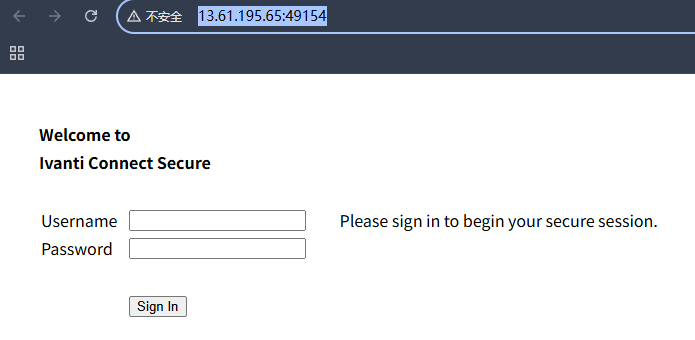 不安全 13.61.195.65:49154
Welcome to
Ivanti Connect Secure
Username Please sign in to begin your secure session.
Password
Sign In